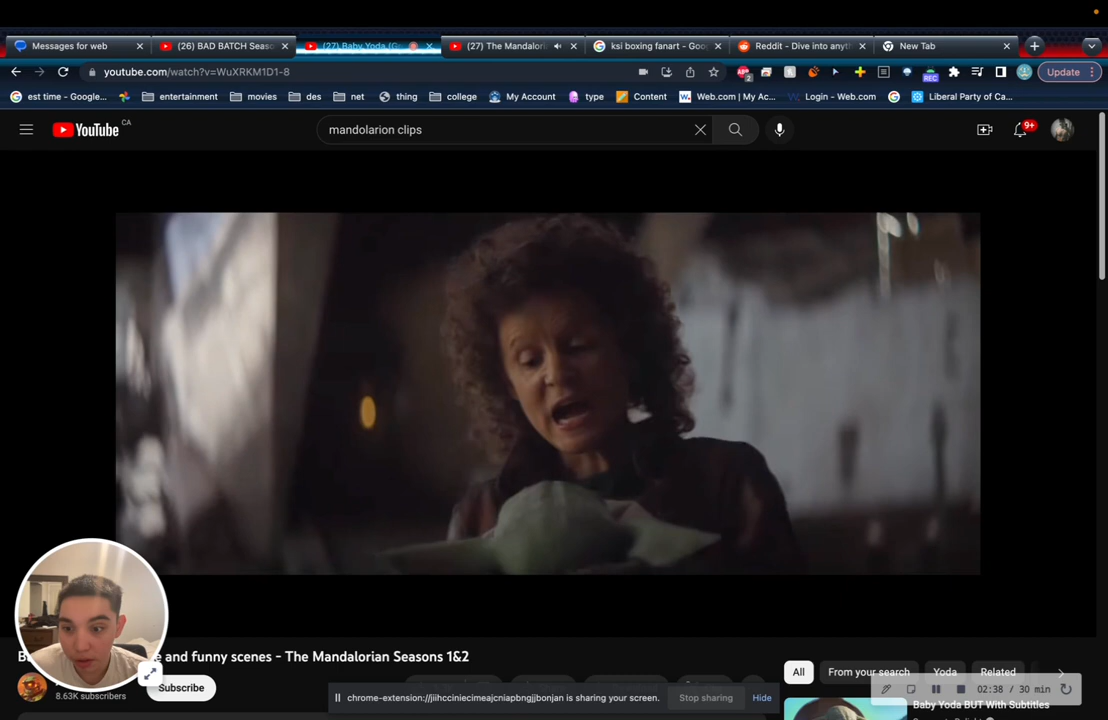 Messages for web
(26) BAD BATCH Seaso
(27) Baby Yoda (G
(27) The Mandalori
ksi boxing fanart - Goo
Reddit - Dive into anyth
New Tab
youtube.com/watch?v=WuXRKM1D1-8
2
REC
Update
est time - Google...
entertainment
movies
des
net
thing
college
My Account
type
Content
Web.com | My Ac...
Login - Web.com
Liberal Party of Ca...
YouTube CA
mandolarion clips
9+
e and funny scenes - The Mandalorian Seasons 1&2
8.63K subscribers
Subscribe
All
From your search
Yoda
Related
chrome-extension://jiihcciniecimeajcniapbngjjbonjan is sharing your screen.
Stop sharing
Hide
02:38 / 30 min
Baby Yoda BUT With Subtitles